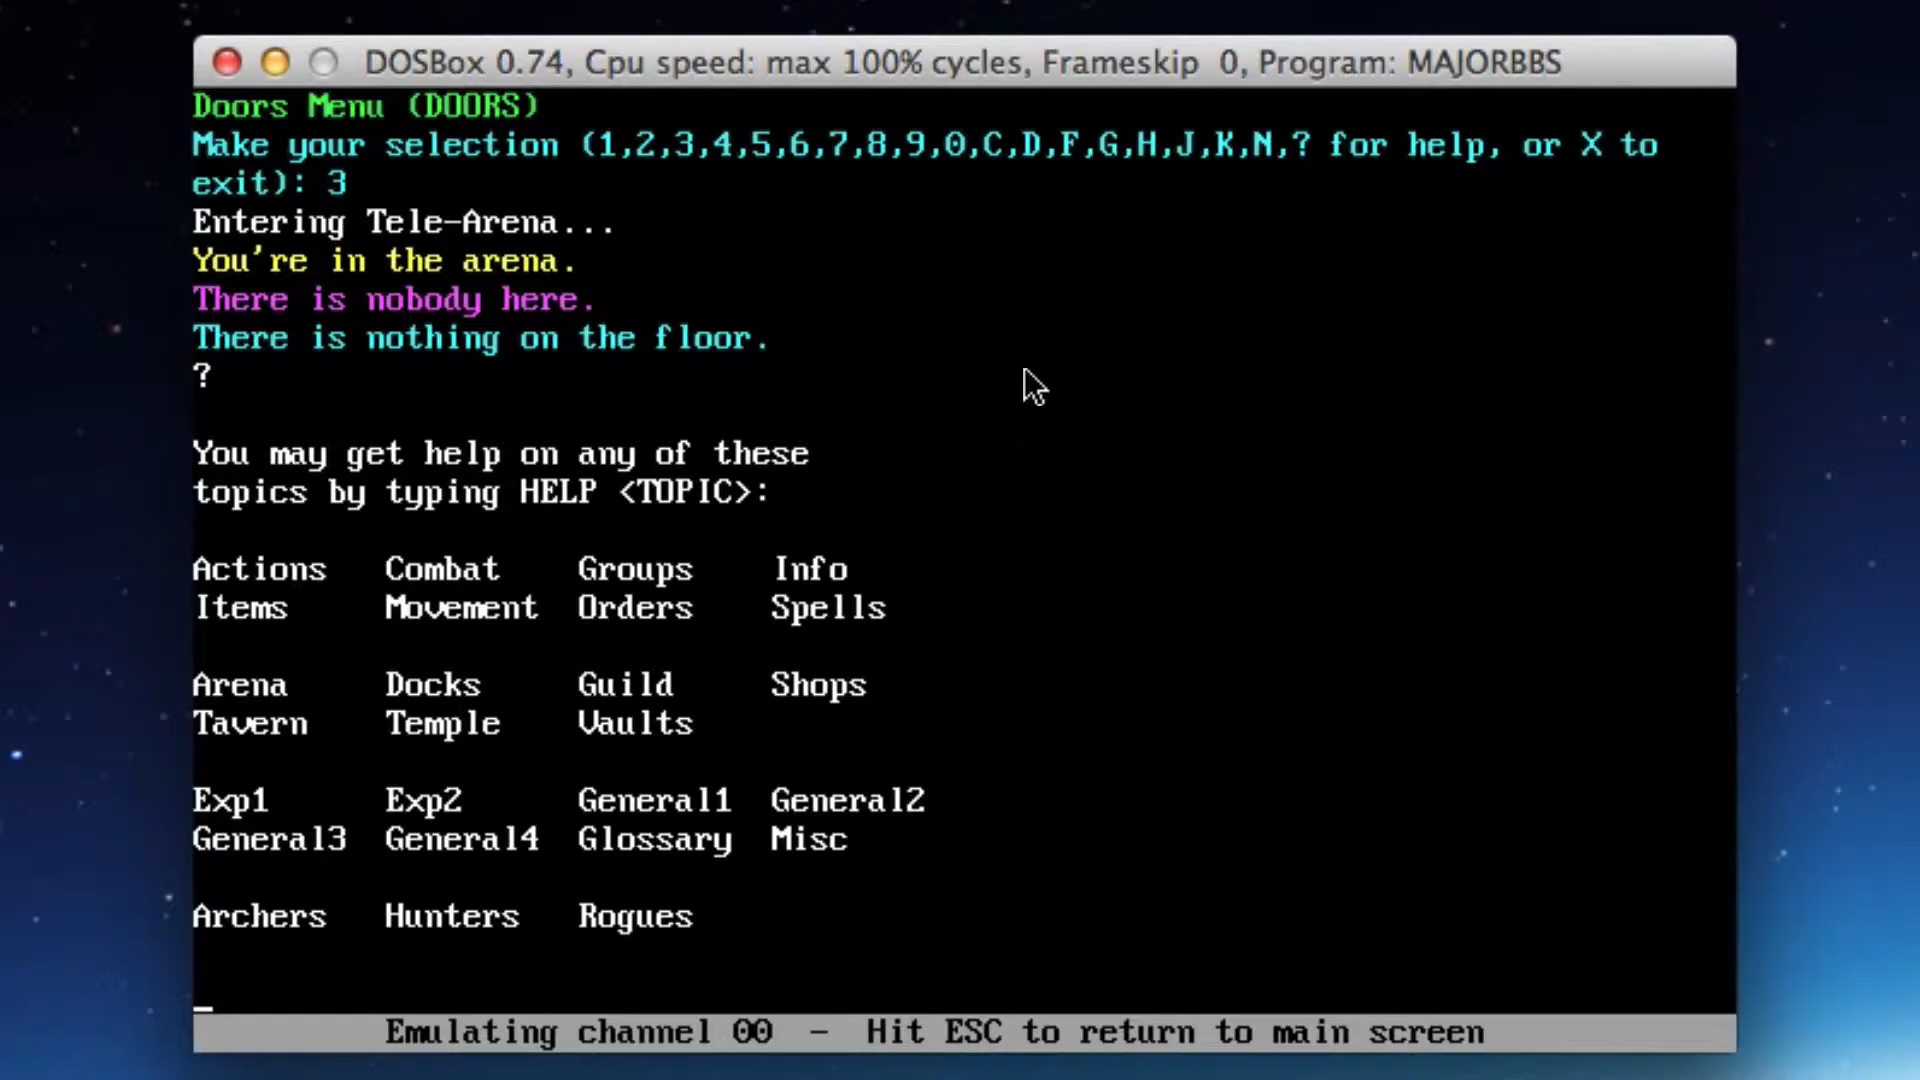 DOSBox 0.74, Cpu speed: max 100% cycles, Frameskip  0, Program: MAJORBBS
Doors Menu (DOORS)
Make your selection (1,2,3,4,5,6,7,8,9,0,C,D,F,G,H,J,K,N,? for help, or X to
exit): 3
Entering Tele-Arena...
You're in the arena.
There is nobody here.
There is nothing on the floor.
?
You may get help on any of these
topics by typing HELP <TOPIC>:
Actions   Combat    Groups    Info
Items     Movement  Orders    Spells
Arena     Docks     Guild     Shops
Tavern    Temple    Vaults
Exp1      Exp2      General1  General2
General3  General4  Glossary  Misc
Archers   Hunters   Rogues
_
Emulating channel 00  -  Hit ESC to return to main screen